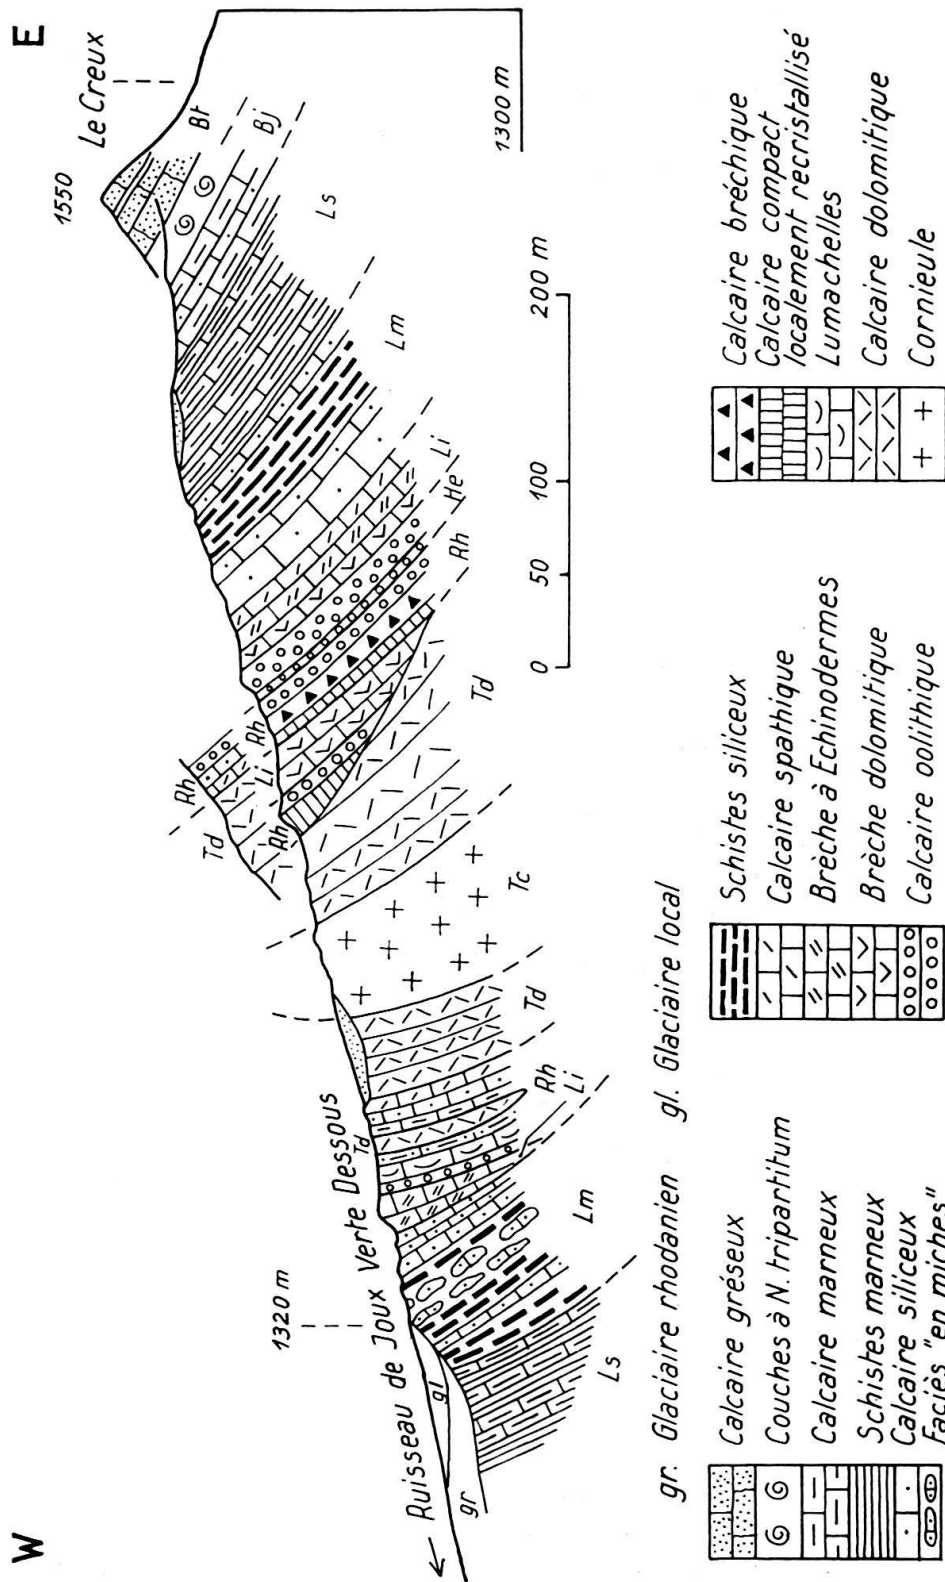 W
E
Le Creux
1550
Bt
Bj
Ls
Lm
Li
He
Rh
Td
Rh
Td
Li
Rh
Rh
Tc
Td
Rh
Li
Lm
Ls
1320 m
Ruisseau de Joux Verte Dessous
Td
gl
gr
1300 m
0
50
100
200 m
gr. Glaciaire rhodanien
gl. Glaciaire local
Calcaire gréseux
Couches à N. tripartitum
Calcaire marneux
Schistes marneux
Calcaire siliceux
Faciès "en miches"
Schistes siliceux
Calcaire spathique
Brèche à Echinodermes
Brèche dolomitique
Calcaire oolithique
Calcaire bréchique
Calcaire compact
localement recristallisé
Lumachelles
Calcaire dolomitique
Cornieule